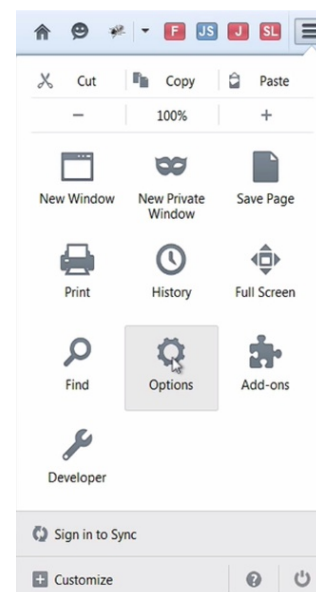 F JS J SL
Cut Copy Paste
− 100% +
New Window New Private Save Page
Window
Print History Full Screen
Find Options Add-ons
Developer
Sign in to Sync
Customize ?